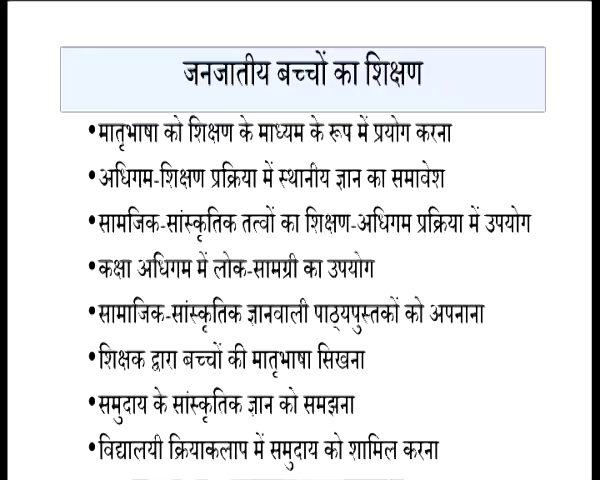 जनजातीय बच्चों का शिक्षण
•मातृभाषा को शिक्षण के माध्यम के रूप में प्रयोग करना
•अधिगम-शिक्षण प्रक्रिया में स्थानीय ज्ञान का समावेश
•सामजिक-सांस्कृतिक तत्वों का शिक्षण-अधिगम प्रक्रिया में उपयोग
•कक्षा अधिगम में लोक-सामग्री का उपयोग
•सामाजिक-सांस्कृतिक ज्ञानवाली पाठ्यपुस्तकों को अपनाना
•शिक्षक द्वारा बच्चों की मातृभाषा सिखना
•समुदाय के सांस्कृतिक ज्ञान को समझना
•विद्यालयी क्रियाकलाप में समुदाय को शामिल करना